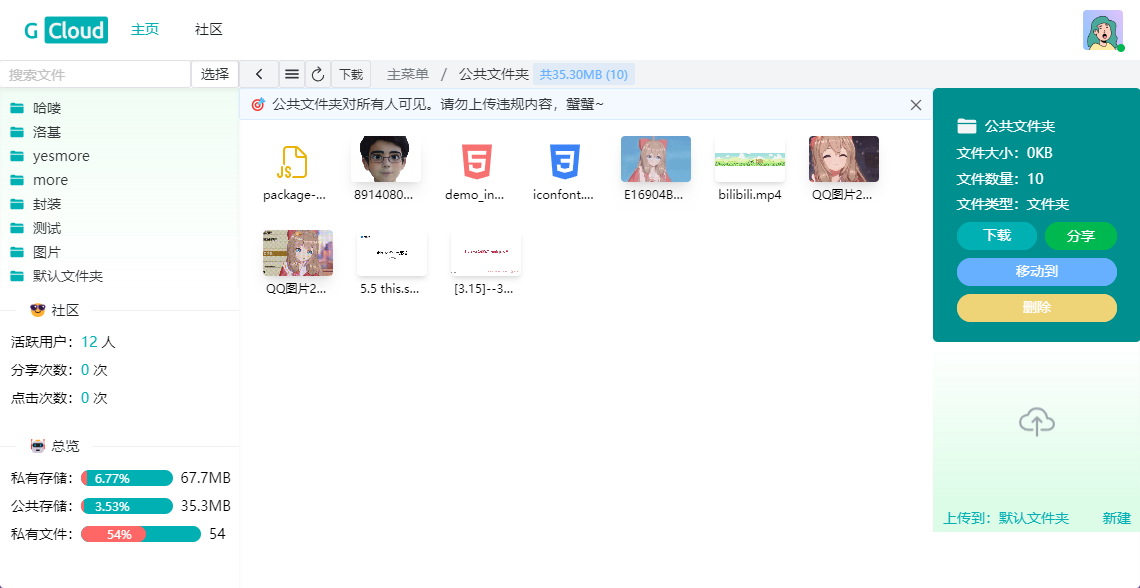 G Cloud 主页 社区
搜索文件 选择
下载 主菜单 / 公共文件夹 共35.30MB (10)
哈喽
洛基
yesmore
more
封装
测试
图片
默认文件夹
社区
活跃用户：12 人
分享次数：0 次
点击次数：0 次
总览
私有存储：6.77% 67.7MB
公共存储：3.53% 35.3MB
私有文件：54% 54
公共文件夹对所有人可见。请勿上传违规内容，蟹蟹~
JS 5 3
package-... 8914080... demo_in... iconfont.... E16904B... bilibili.mp4 QQ图片2...
QQ图片2... 5.5 this.s... [3.15]--3...
公共文件夹
文件大小：0KB
文件数量：10
文件类型：文件夹
下载 分享
移动到
删除
上传到：默认文件夹 新建